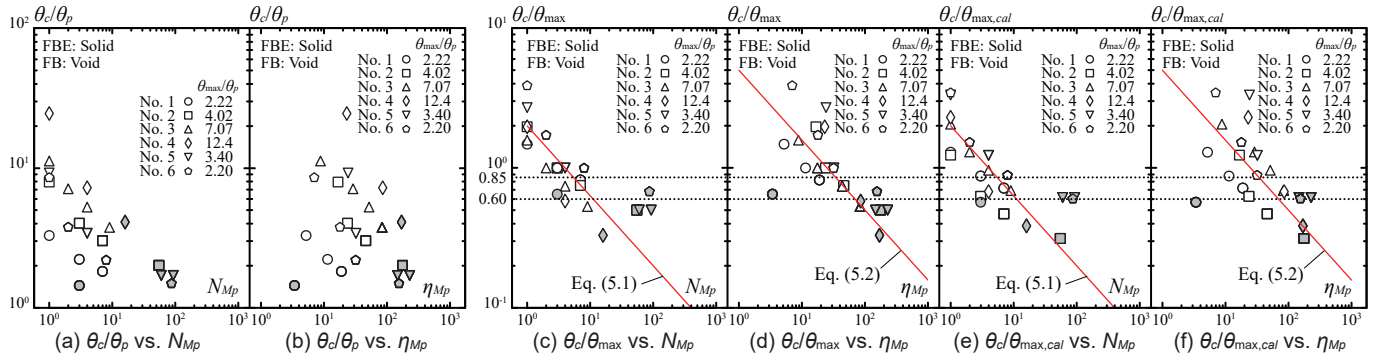 θc/θp
10²
10¹
10⁰
FBE: Solid
FB: Void
θmax/θp
No. 1 2.22
No. 2 4.02
No. 3 7.07
No. 4 12.4
No. 5 3.40
No. 6 2.20
NMp
10⁰ 10¹ 10² 10³
(a) θc/θp vs. NMp
θc/θp
FBE: Solid
FB: Void
θmax/θp
No. 1 2.22
No. 2 4.02
No. 3 7.07
No. 4 12.4
No. 5 3.40
No. 6 2.20
ηMp
10⁰ 10¹ 10² 10³
(b) θc/θp vs. ηMp
θc/θmax
10¹
10⁰
0.85
0.60
10⁻¹
FBE: Solid
FB: Void
θmax/θp
No. 1 2.22
No. 2 4.02
No. 3 7.07
No. 4 12.4
No. 5 3.40
No. 6 2.20
Eq. (5.1)
NMp
10⁰ 10¹ 10² 10³
(c) θc/θmax vs. NMp
θc/θmax
FBE: Solid
FB: Void
θmax/θp
No. 1 2.22
No. 2 4.02
No. 3 7.07
No. 4 12.4
No. 5 3.40
No. 6 2.20
Eq. (5.2)
ηMp
10⁰ 10¹ 10² 10³
(d) θc/θmax vs. ηMp
θc/θmax,cal
FBE: Solid
FB: Void
θmax/θp
No. 1 2.22
No. 2 4.02
No. 3 7.07
No. 4 12.4
No. 5 3.40
No. 6 2.20
Eq. (5.1)
NMp
10⁰ 10¹ 10² 10³
(e) θc/θmax,cal vs. NMp
θc/θmax,cal
FBE: Solid
FB: Void
θmax/θp
No. 1 2.22
No. 2 4.02
No. 3 7.07
No. 4 12.4
No. 5 3.40
No. 6 2.20
Eq. (5.2)
ηMp
10⁰ 10¹ 10² 10³
(f) θc/θmax,cal vs. ηMp